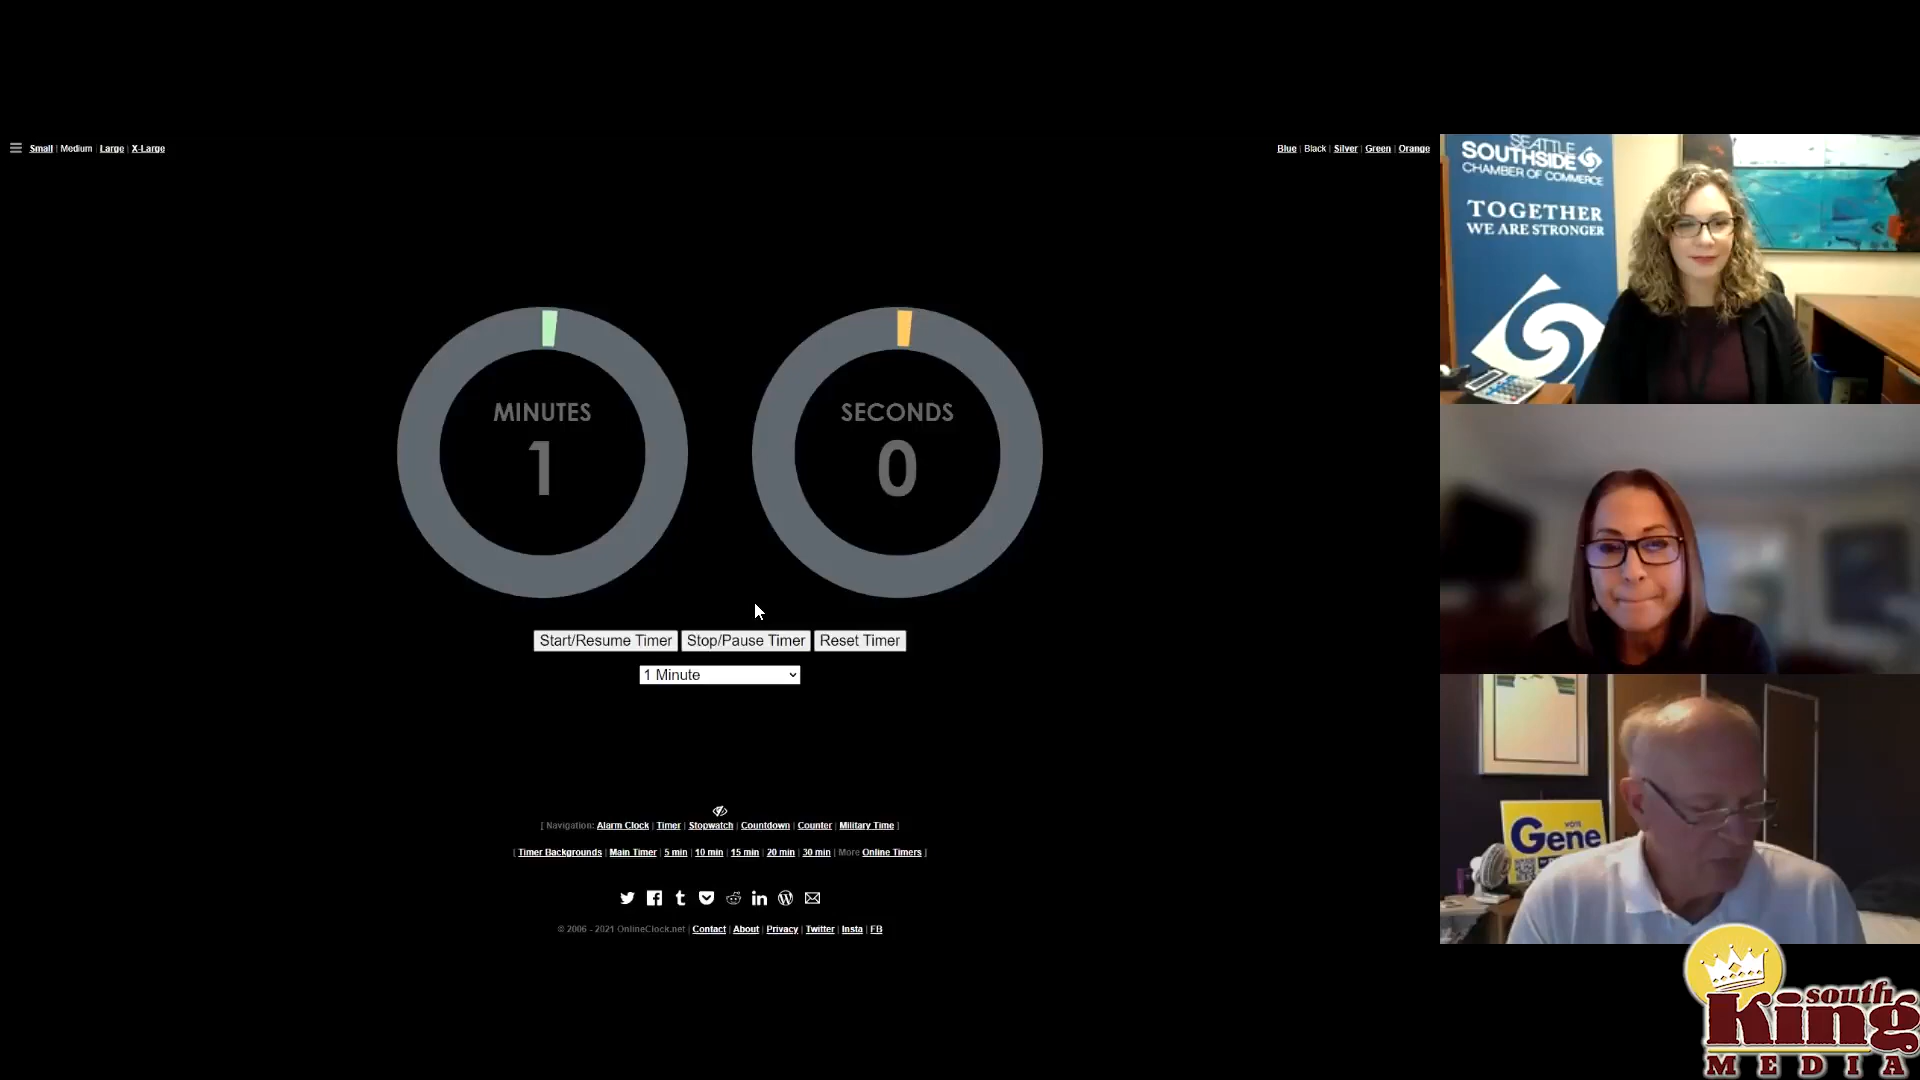 Small | Medium | Large | X-Large
Blue | Black | Silver | Green | Orange
SEATTLE
SOUTHSIDE
CHAMBER OF COMMERCE
TOGETHER
WE ARE STRONGER
MINUTES
1
SECONDS
0
Start/Resume Timer Stop/Pause Timer Reset Timer
1 Minute
[ Navigation: Alarm Clock | Timer | Stopwatch | Countdown | Counter | Military Time ]
[ Timer Backgrounds | Main Timer | 5 min | 10 min | 15 min | 20 min | 30 min | More Online Timers ]
© 2006 - 2021 OnlineClock.net | Contact | About | Privacy | Twitter | Insta | FB
VOTE
Gene
south
King
MEDIA